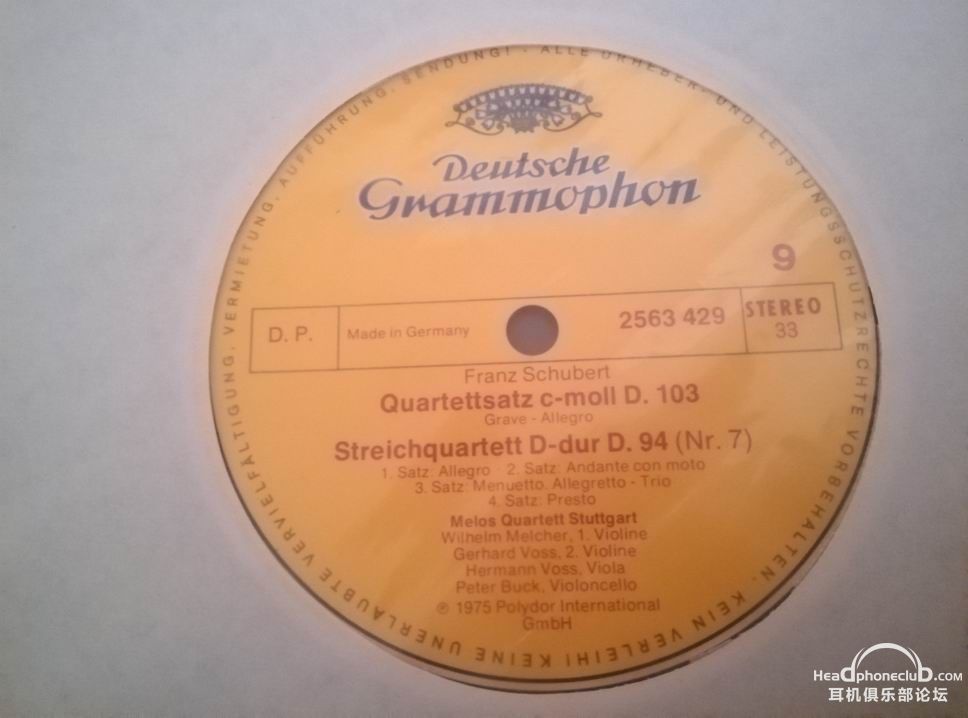 ALLE URHEBER- UND LEISTUNGSSCHUTZRECHTE VORBEHALTEN. KEIN VERLEIH! KEINE UNERLAUBTE VERVIELFÄLTIGUNG, VERMIETUNG, AUFFÜHRUNG, SENDUNG!
Deutsche
Grammophon
9
D. P.
Made in Germany
2563 429
STEREO
33
Franz Schubert
Quartettsatz c-moll D. 103
Grave - Allegro
Streichquartett D-dur D. 94 (Nr. 7)
1. Satz: Allegro · 2. Satz: Andante con moto
3. Satz: Menuetto. Allegretto - Trio
4. Satz: Presto
Melos Quartett Stuttgart
Wilhelm Melcher, 1. Violine
Gerhard Voss, 2. Violine
Hermann Voss, Viola
Peter Buck, Violoncello
℗ 1975 Polydor International
GmbH
HeadphoneCluB.com
耳机俱乐部论坛